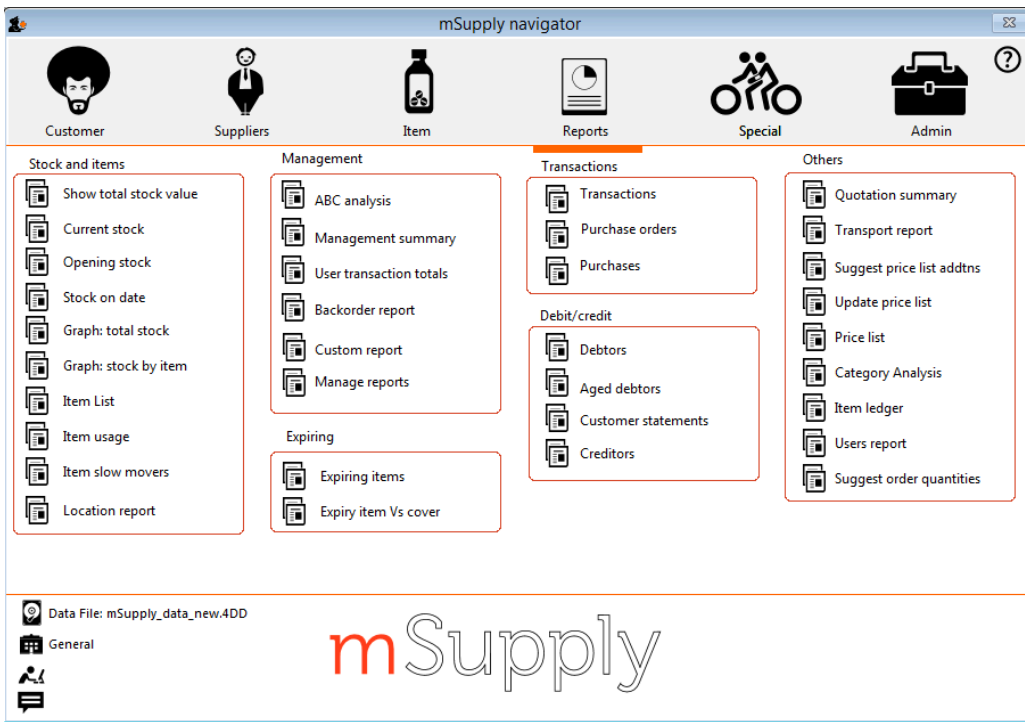 mSupply navigator
Customer
Suppliers
Item
Reports
Special
Admin
?
Stock and items
Show total stock value
Current stock
Opening stock
Stock on date
Graph: total stock
Graph: stock by item
Item List
Item usage
Item slow movers
Location report
Management
ABC analysis
Management summary
User transaction totals
Backorder report
Custom report
Manage reports
Expiring
Expiring items
Expiry item Vs cover
Transactions
Transactions
Purchase orders
Purchases
Debit/credit
Debtors
Aged debtors
Customer statements
Creditors
Others
Quotation summary
Transport report
Suggest price list addtns
Update price list
Price list
Category Analysis
Item ledger
Users report
Suggest order quantities
Data File: mSupply_data_new.4DD
General
mSupply